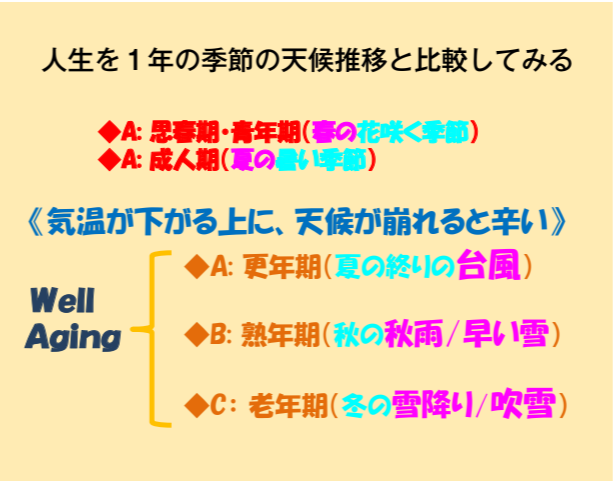 人生を１年の季節の天候推移と比較してみる
◆A: 思春期・青年期(春の花咲く季節)
◆A: 成人期(夏の暑い季節)
《気温が下がる上に、天候が崩れると辛い》
◆A: 更年期(夏の終りの台風)
Well
Aging
◆B: 熟年期(秋の秋雨/早い雪)
◆C: 老年期(冬の雪降り/吹雪)